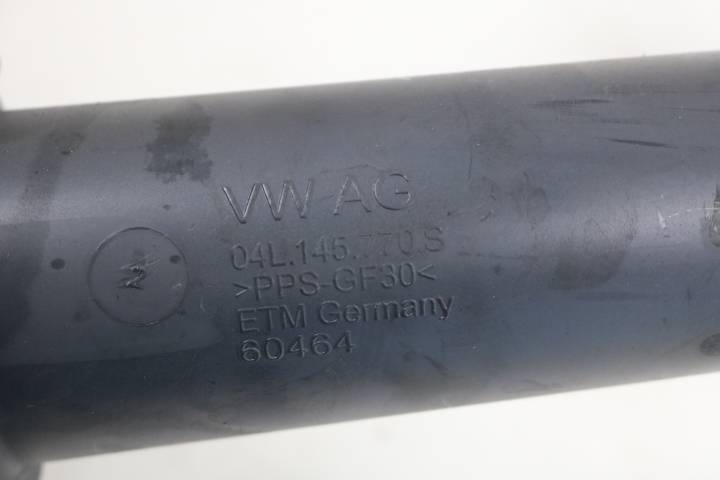 VW AG
04L.145.770.S
>PPS-GF30<
ETM Germany
60464